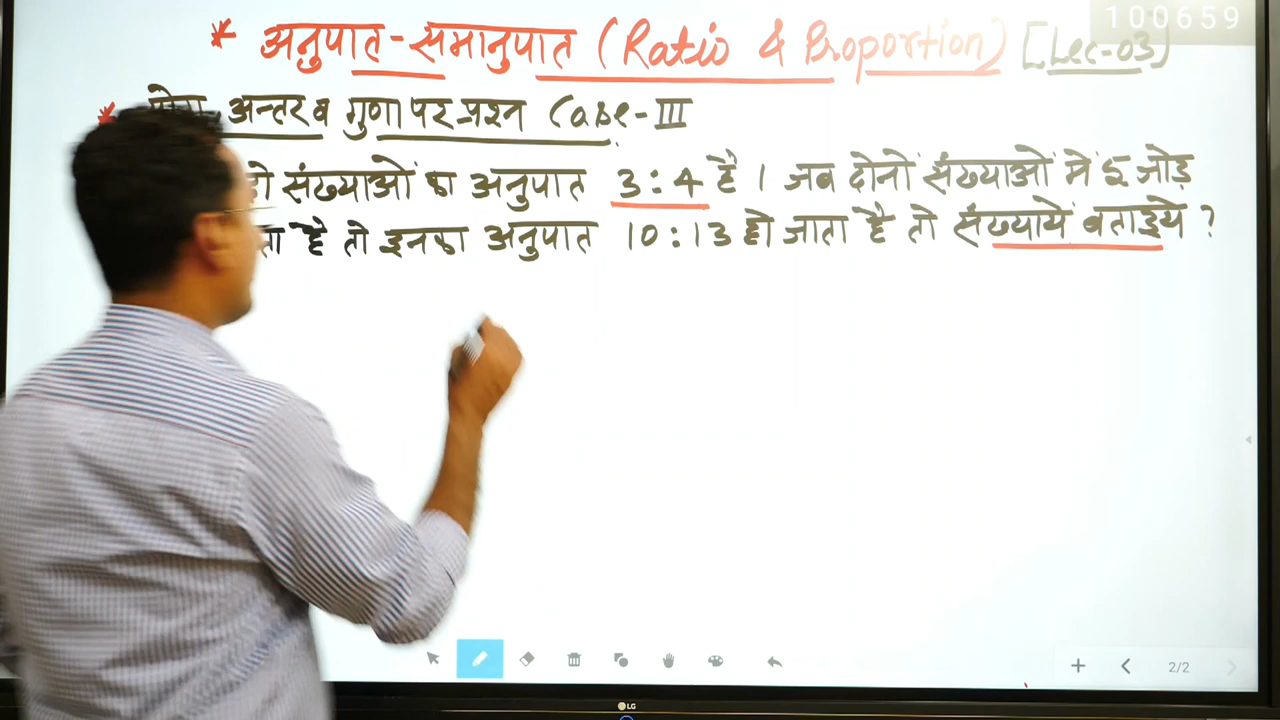 100659
* अनुपात-समानुपात (Ratio & Proportion) [Lec-03]
* अन्तर व गुणा पर प्रश्न Case-III
दो संख्याओं का अनुपात 3:4 है। जब दोनों संख्याओं में 5 जोड़
है तो इनका अनुपात 10:13 हो जाता है तो संख्यायें बताइये ?
2/2
LG